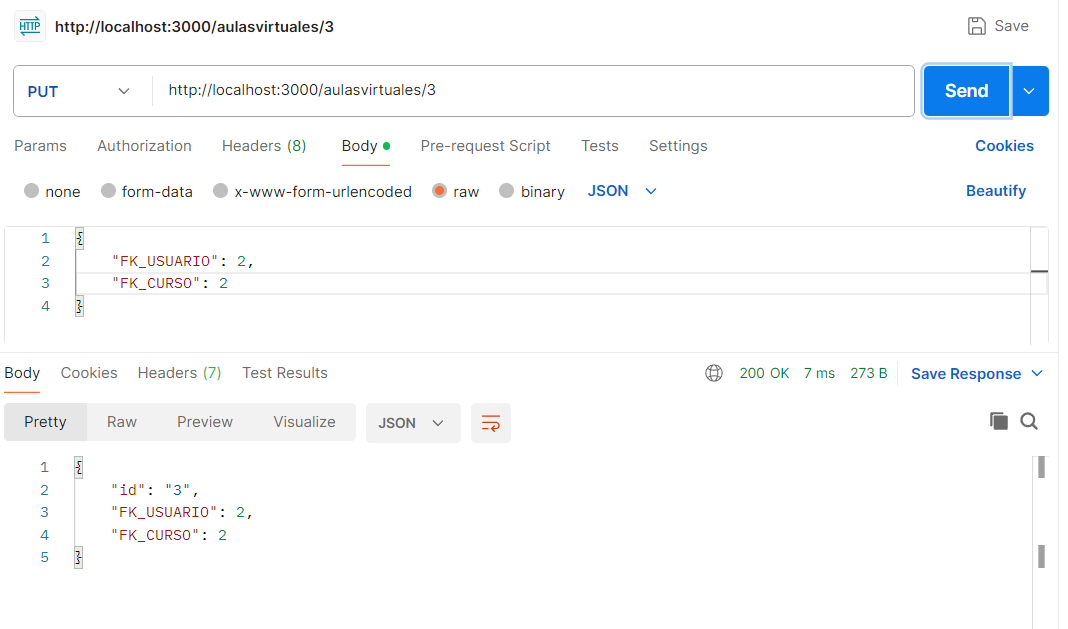 HTTP http://localhost:3000/aulasvirtuales/3 Save
PUT http://localhost:3000/aulasvirtuales/3 Send
Params Authorization Headers (8) Body Pre-request Script Tests Settings Cookies
none form-data x-www-form-urlencoded raw binary JSON Beautify
1 {
2 "FK_USUARIO": 2,
3 "FK_CURSO": 2
4 }
Body Cookies Headers (7) Test Results 200 OK 7 ms 273 B Save Response
Pretty Raw Preview Visualize JSON
1 {
2 "id": "3",
3 "FK_USUARIO": 2,
4 "FK_CURSO": 2
5 }